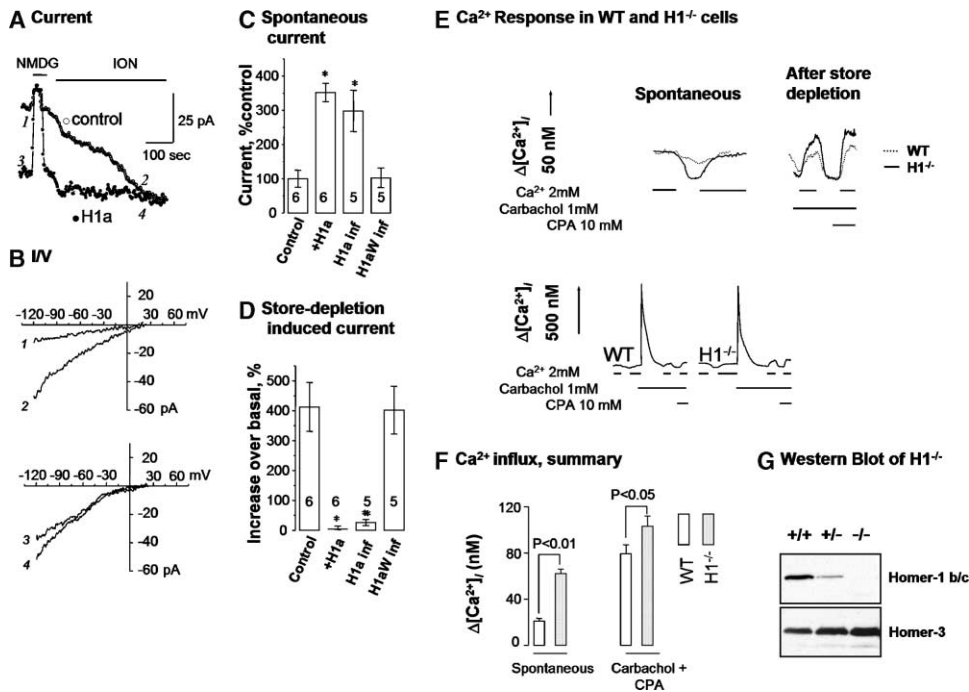 A Current
NMDG
ION
1
control
25 pA
100 sec
3
2
4
H1a
B I/V
20
-120 -90 -60 -30 30 60 mV
1
-20
-40
2
-60 pA
20
-120 -90 -60 -30 30 60 mV
-20
3
-40
4
-60 pA
C Spontaneous
current
Current, %control
400
300
200
100
0
* *
6 6 5 5
Control +H1a H1a inf H1aW inf
D Store-depletion
induced current
Increase over basal, %
400
300
200
100
0
6 6 5 5
* *
Control +H1a H1a inf H1aW inf
E Ca²⁺ Response in WT and H1⁻/⁻ cells
Δ[Ca²⁺]i
50 nM
Spontaneous
After store
depletion
WT
H1⁻/⁻
Ca²⁺ 2mM
Carbachol 1mM
CPA 10 mM
Δ[Ca²⁺]i
500 nM
WT H1⁻/⁻
Ca²⁺ 2mM
Carbachol 1mM
CPA 10 mM
F Ca²⁺ influx, summary
Δ[Ca²⁺]i (nM)
120
80
40
0
P<0.01
P<0.05
WT
H1⁻/⁻
Spontaneous
Carbachol +
CPA
G Western Blot of H1⁻/⁻
+/+ +/- -/-
Homer-1 b/c
Homer-3